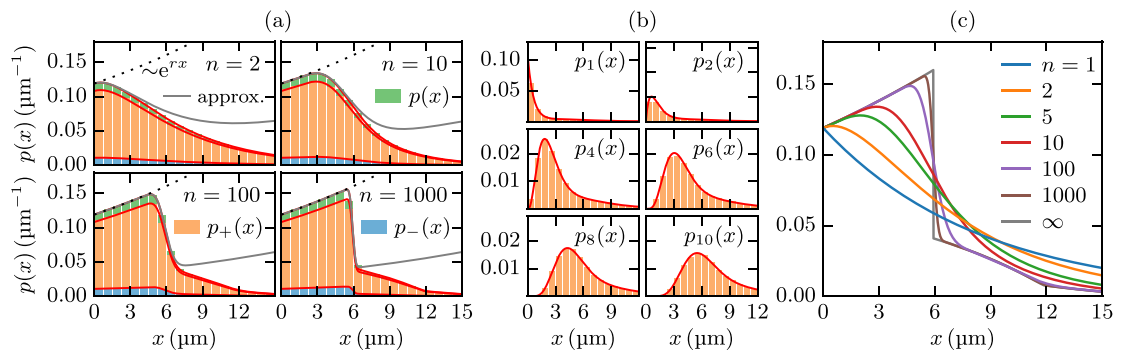 (a)
(b)
(c)
p(x) (µm⁻¹)
0.15
0.10
0.05
0.00
∼e^{rx}
n = 2
approx.
n = 10
p(x)
p(x) (µm⁻¹)
0.15
0.10
0.05
0.00
n = 100
p₊(x)
n = 1000
p₋(x)
0 3 6 9 12 0 3 6 9 12 15
x (µm)
x (µm)
0.10
0.05
p₁(x)
p₂(x)
0.02
0.01
p₄(x)
p₆(x)
0.02
0.01
p₈(x)
p₁₀(x)
0 3 6 9 0 3 6 9 12
x (µm)
x (µm)
0.15
0.10
0.05
0.00
n = 1
2
5
10
100
1000
∞
0 3 6 9 12 15
x (µm)